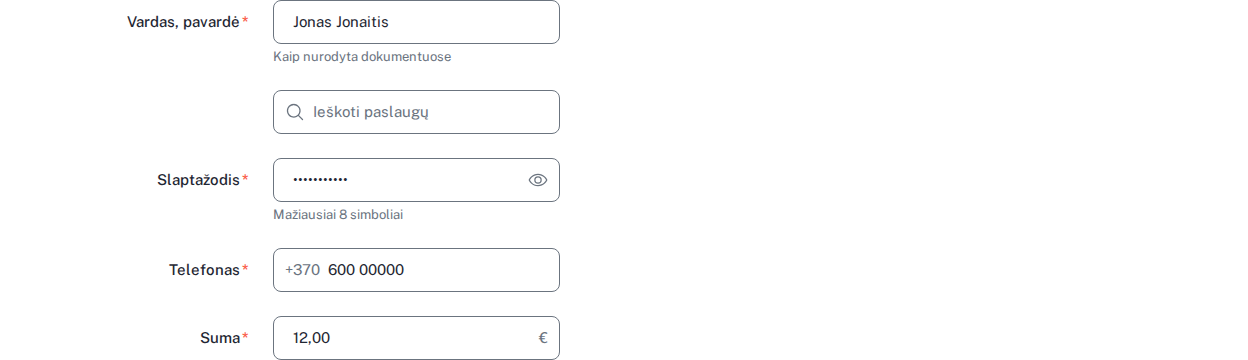 Vardas, pavardė* Jonas Jonaitis
Kaip nurodyta dokumentuose
Ieškoti paslaugų
Slaptažodis* •••••••••••
Mažiausiai 8 simboliai
Telefonas* +370 600 00000
Suma* 12,00 €